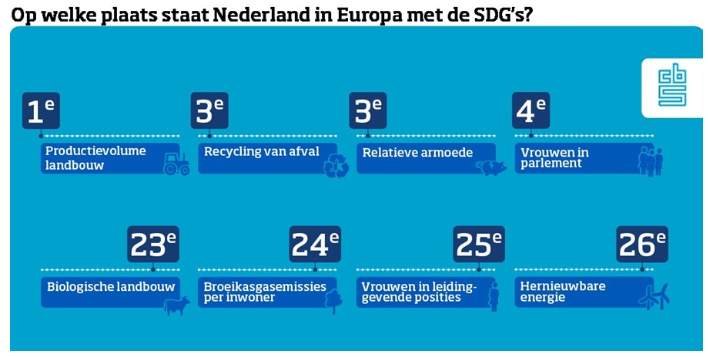 Op welke plaats staat Nederland in Europa met de SDG's?
cbs
1e
3e
3e
4e
Productievolume
landbouw
Recycling van afval
Relatieve armoede
Vrouwen in
parlement
23e
24e
25e
26e
Biologische landbouw
Broeikasgasemissies
per inwoner
Vrouwen in leiding-
gevende posities
Hernieuwbare
energie